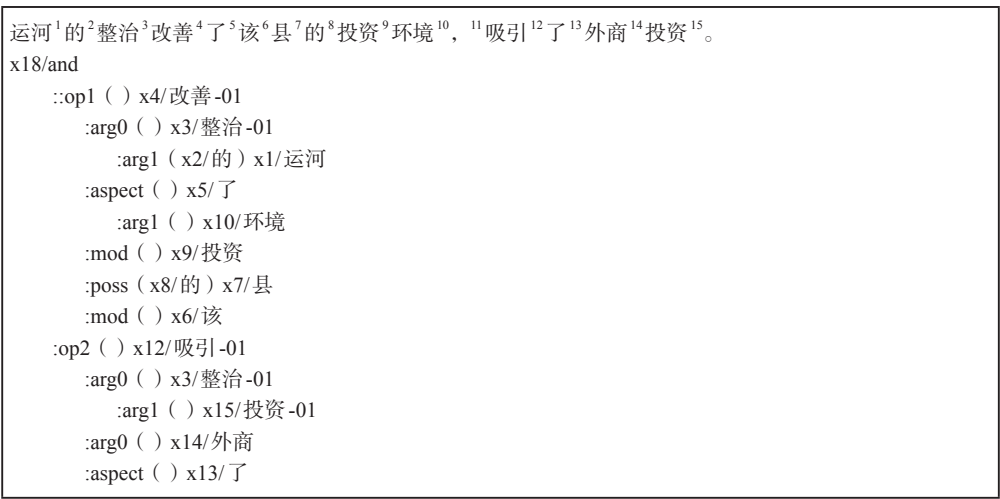 运河¹的²整治³改善⁴了⁵该⁶县⁷的⁸投资⁹环境¹⁰，¹¹吸引¹²了¹³外商¹⁴投资¹⁵。
x18/and
::op1（ ）x4/改善-01
:arg0（ ）x3/整治-01
:arg1（x2/的）x1/运河
:aspect（ ）x5/了
:arg1（ ）x10/环境
:mod（ ）x9/投资
:poss（x8/的）x7/县
:mod（ ）x6/该
:op2（ ）x12/吸引-01
:arg0（ ）x3/整治-01
:arg1（ ）x15/投资-01
:arg0（ ）x14/外商
:aspect（ ）x13/了